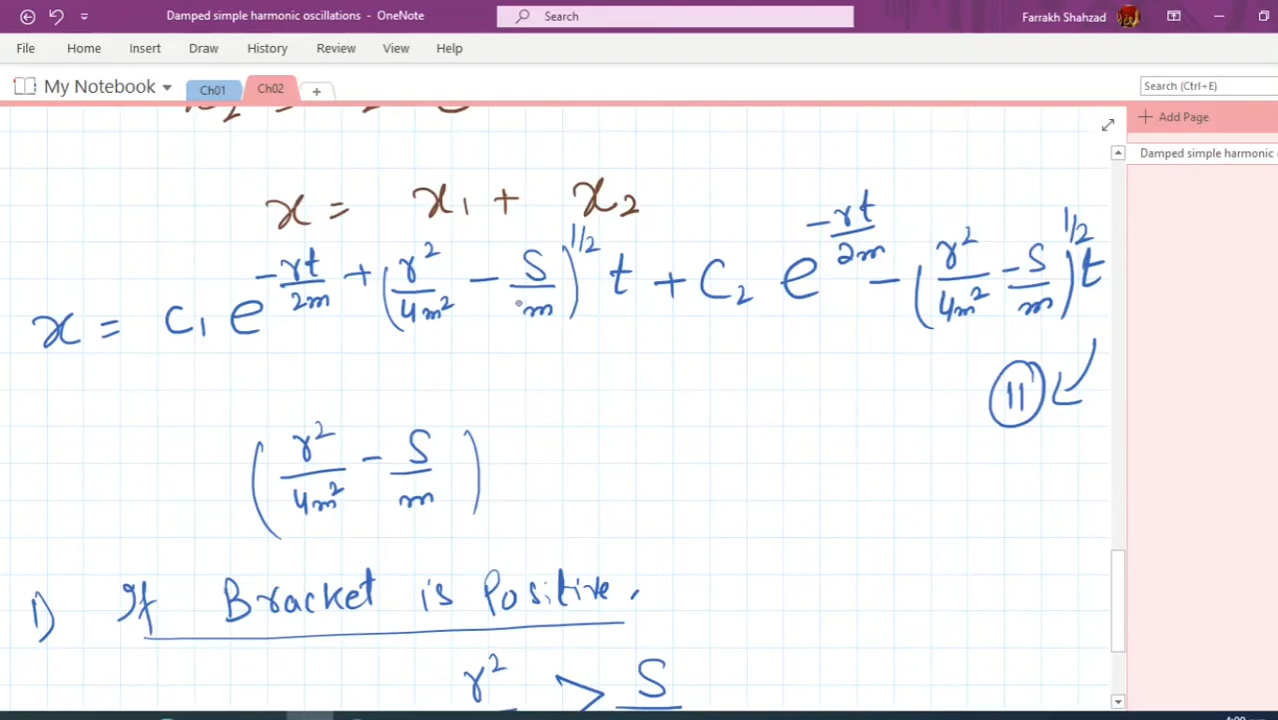 Damped simple harmonic oscillations - OneNote
Search
Farrakh Shahzad
File Home Insert Draw History Review View Help
My Notebook Ch01 Ch02 +
Search (Ctrl+E)
+ Add Page
Damped simple harmonic
x = x₁ + x₂
x = C₁ e^(-rt/2m + (r²/4m² - S/m)^(1/2) t) + C₂ e^(-rt/2m - (r²/4m² - S/m)^(1/2) t)
11
(r²/4m² - S/m)
1) If Bracket is Positive.
r² > S